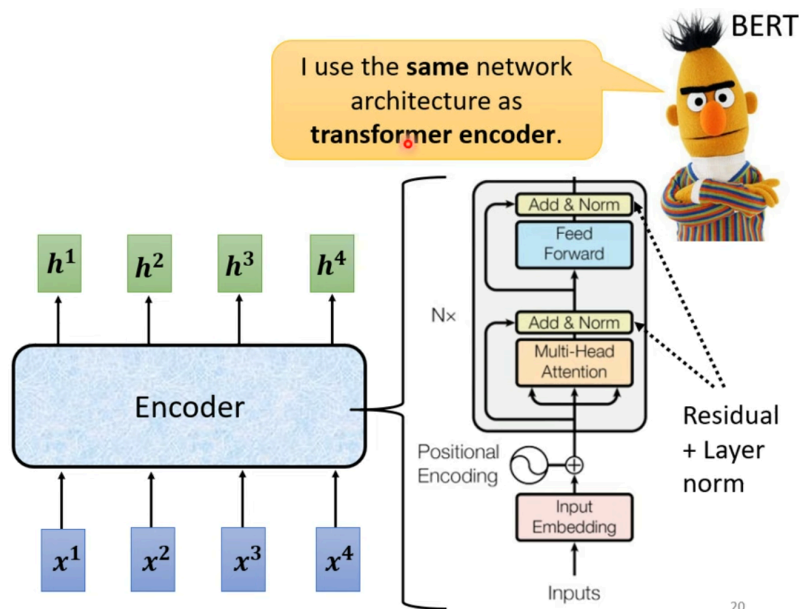 BERT
I use the same network
architecture as
transformer encoder.
h¹ h² h³ h⁴
Encoder
x¹ x² x³ x⁴
Add & Norm
Feed
Forward
N×
Add & Norm
Multi-Head
Attention
Positional
Encoding
Input
Embedding
Inputs
Residual
+ Layer
norm
20